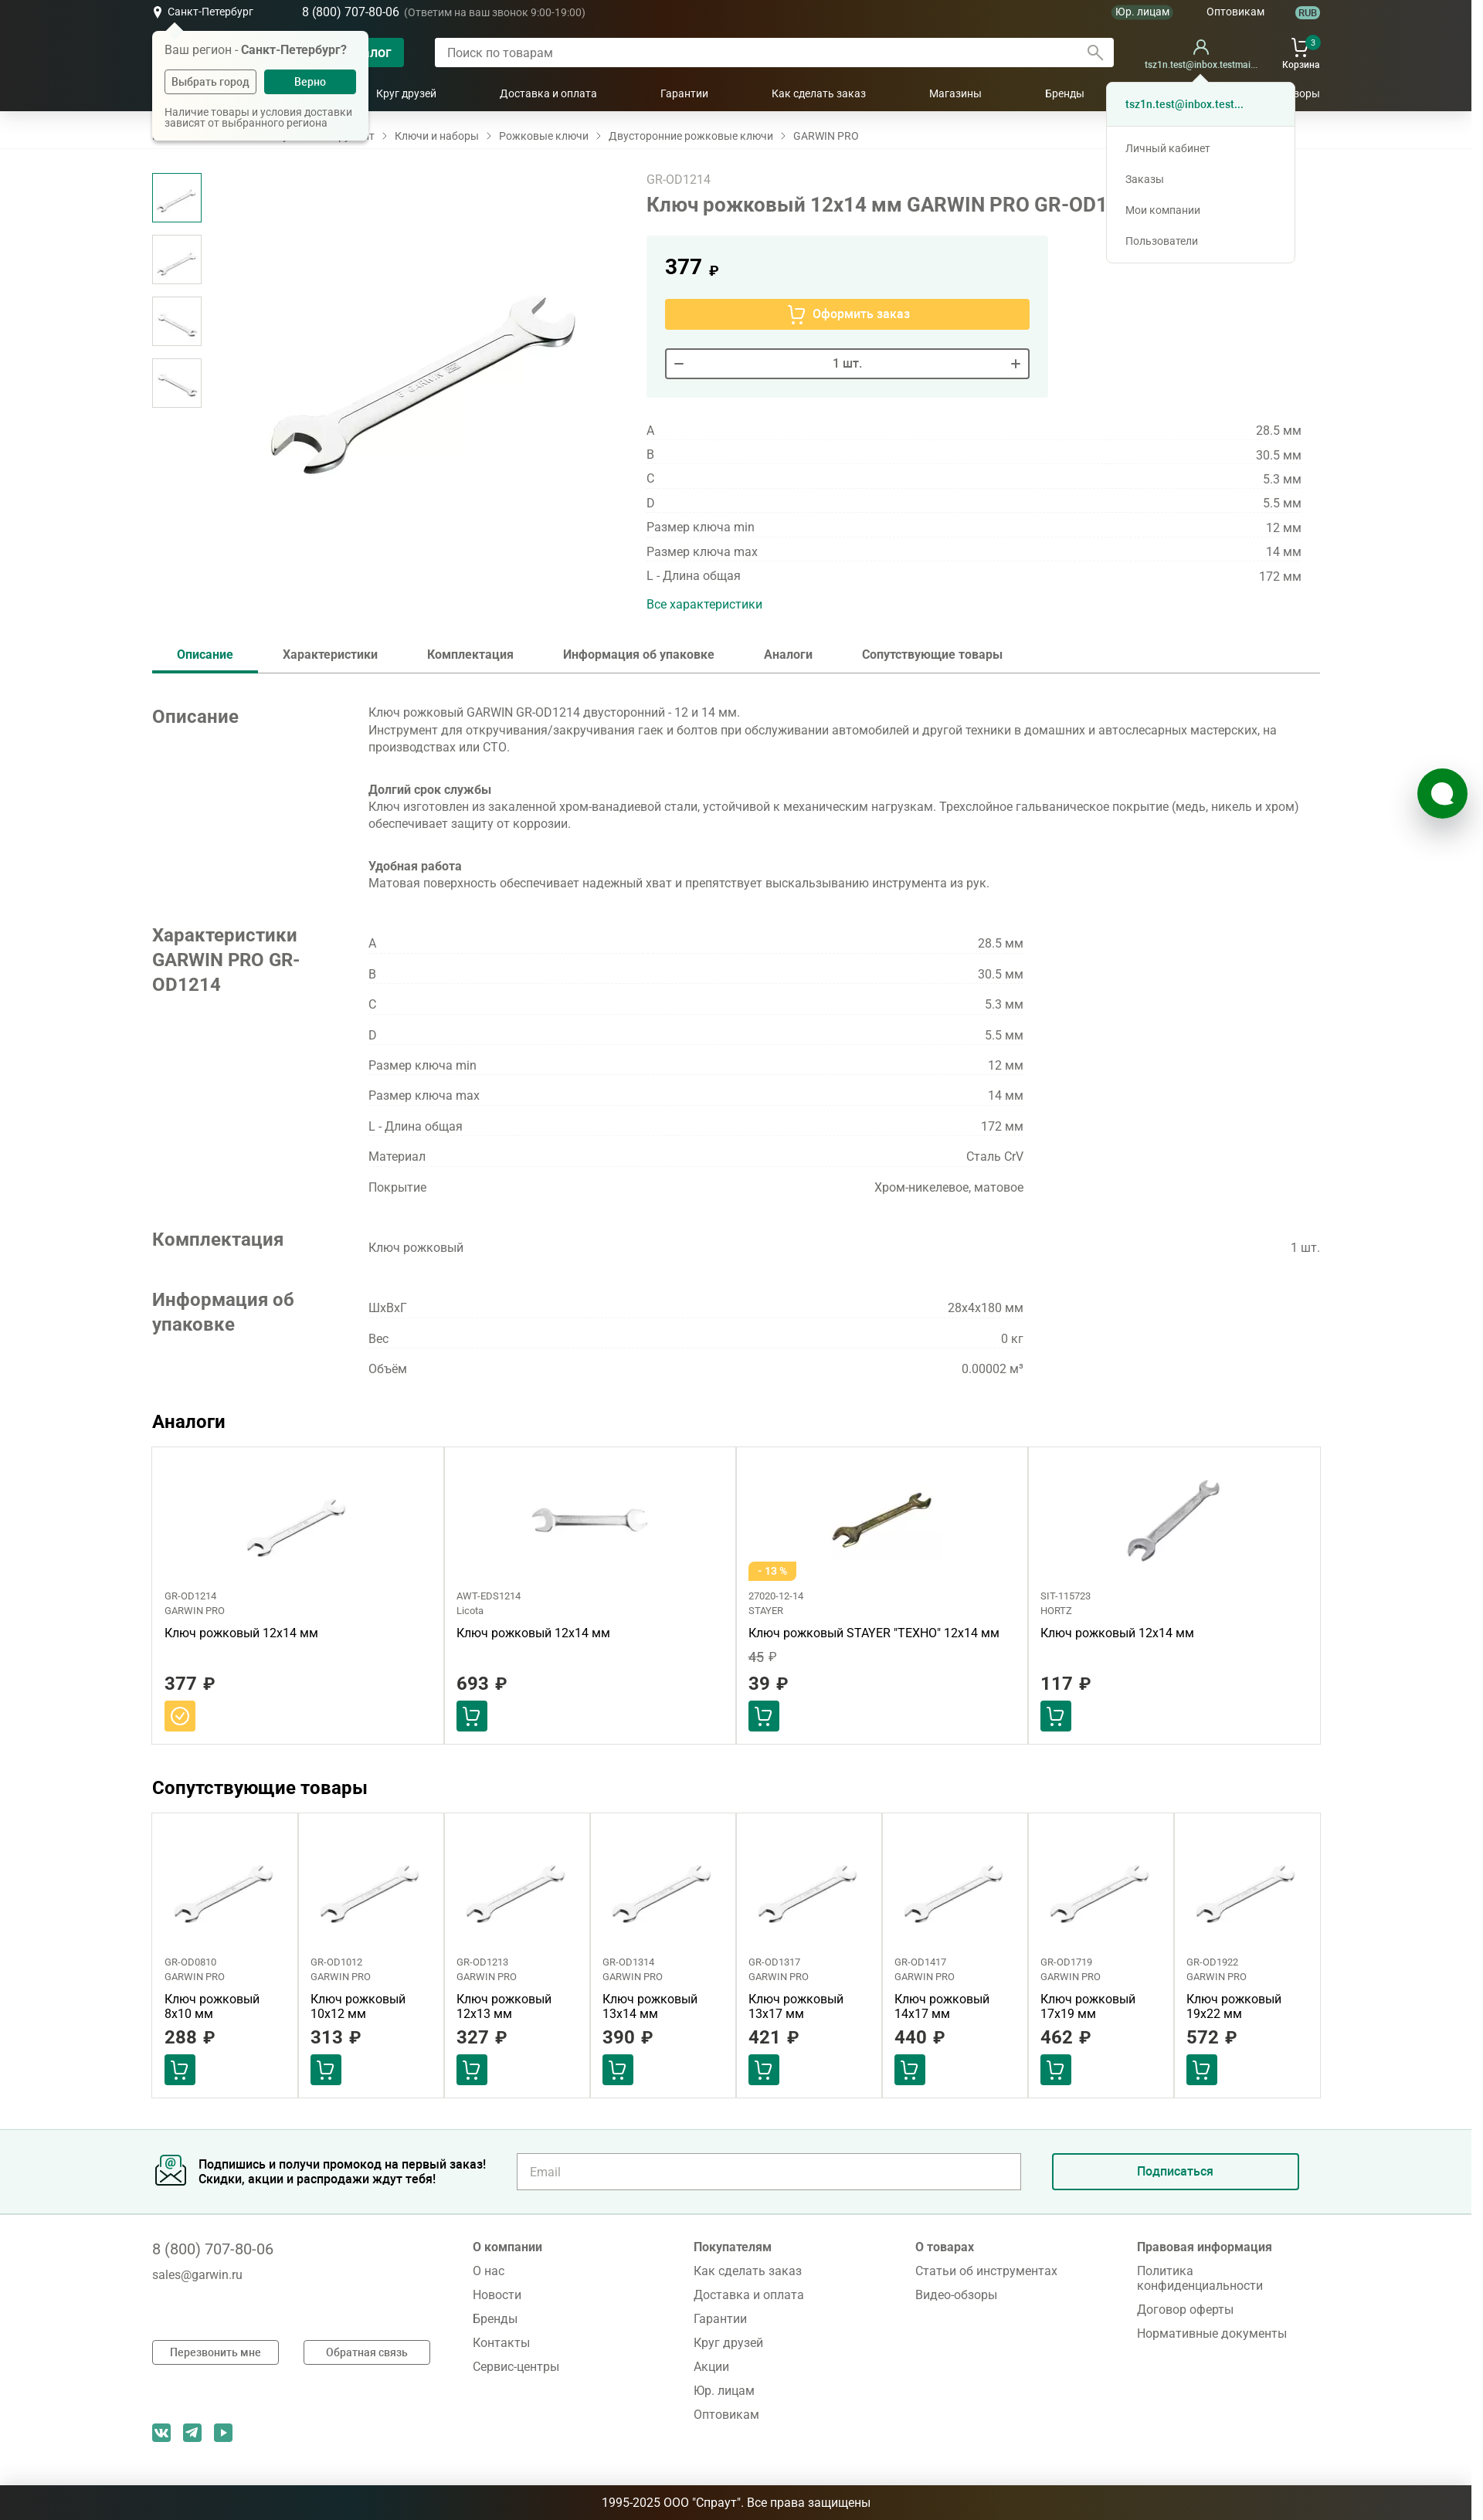 Санкт-Петербург
8 (800) 707-80-06 (Ответим на ваш звонок 9:00-19:00)
Юр. лицам
Оптовикам
RUB
Ваш регион - Санкт-Петербург?
Выбрать город
Верно
Наличие товары и условия доставки
зависят от выбранного региона
Поиск по товарам
tsz1n.test@inbox.testmai...
3
Корзина
Круг друзей
Доставка и оплата
Гарантии
Как сделать заказ
Магазины
Бренды
tsz1n.test@inbox.test...
Личный кабинет
Заказы
Мои компании
Пользователи
Ключи и наборы
Рожковые ключи
Двусторонние рожковые ключи
GARWIN PRO
GR-OD1214
Ключ рожковый 12х14 мм GARWIN PRO GR-OD1
377 ₽
Оформить заказ
− 1 шт. +
A 28.5 мм
B 30.5 мм
C 5.3 мм
D 5.5 мм
Размер ключа min 12 мм
Размер ключа max 14 мм
L - Длина общая 172 мм
Все характеристики
Описание
Характеристики
Комплектация
Информация об упаковке
Аналоги
Сопутствующие товары
Описание
Ключ рожковый GARWIN GR-OD1214 двусторонний - 12 и 14 мм.
Инструмент для откручивания/закручивания гаек и болтов при обслуживании автомобилей и другой техники в домашних и автослесарных мастерских, на
производствах или СТО.
Долгий срок службы
Ключ изготовлен из закаленной хром-ванадиевой стали, устойчивой к механическим нагрузкам. Трехслойное гальваническое покрытие (медь, никель и хром)
обеспечивает защиту от коррозии.
Удобная работа
Матовая поверхность обеспечивает надежный хват и препятствует выскальзыванию инструмента из рук.
Характеристики
GARWIN PRO GR-
OD1214
A 28.5 мм
B 30.5 мм
C 5.3 мм
D 5.5 мм
Размер ключа min 12 мм
Размер ключа max 14 мм
L - Длина общая 172 мм
Материал Сталь CrV
Покрытие Хром-никелевое, матовое
Комплектация
Ключ рожковый 1 шт.
Информация об
упаковке
ШxВxГ 28x4x180 мм
Вес 0 кг
Объём 0.00002 м³
Аналоги
GR-OD1214
GARWIN PRO
Ключ рожковый 12х14 мм
377 ₽
AWT-EDS1214
Licota
Ключ рожковый 12х14 мм
693 ₽
- 13 %
27020-12-14
STAYER
Ключ рожковый STAYER "ТЕХНО" 12х14 мм
45 ₽
39 ₽
SIT-115723
HORTZ
Ключ рожковый 12х14 мм
117 ₽
Сопутствующие товары
GR-OD0810
GARWIN PRO
Ключ рожковый
8х10 мм
288 ₽
GR-OD1012
GARWIN PRO
Ключ рожковый
10х12 мм
313 ₽
GR-OD1213
GARWIN PRO
Ключ рожковый
12х13 мм
327 ₽
GR-OD1314
GARWIN PRO
Ключ рожковый
13х14 мм
390 ₽
GR-OD1317
GARWIN PRO
Ключ рожковый
13х17 мм
421 ₽
GR-OD1417
GARWIN PRO
Ключ рожковый
14х17 мм
440 ₽
GR-OD1719
GARWIN PRO
Ключ рожковый
17х19 мм
462 ₽
GR-OD1922
GARWIN PRO
Ключ рожковый
19х22 мм
572 ₽
Подпишись и получи промокод на первый заказ!
Скидки, акции и распродажи ждут тебя!
Email
Подписаться
8 (800) 707-80-06
sales@garwin.ru
Перезвонить мне
Обратная связь
О компании
О нас
Новости
Бренды
Контакты
Сервис-центры
Покупателям
Как сделать заказ
Доставка и оплата
Гарантии
Круг друзей
Акции
Юр. лицам
Оптовикам
О товарах
Статьи об инструментах
Видео-обзоры
Правовая информация
Политика
конфиденциальности
Договор оферты
Нормативные документы
1995-2025 ООО "Спраут". Все права защищены